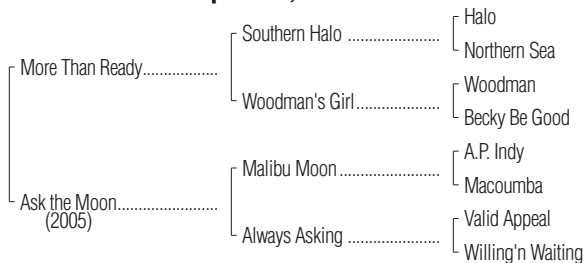 Halo
Southern Halo ..................
Northern Sea
More Than Ready..................
Woodman
Woodman's Girl..................
Becky Be Good
A.P. Indy
Malibu Moon ....................
Macoumba
Ask the Moon........................
(2005)
Valid Appeal
Always Asking ....................
Willing'n Waiting